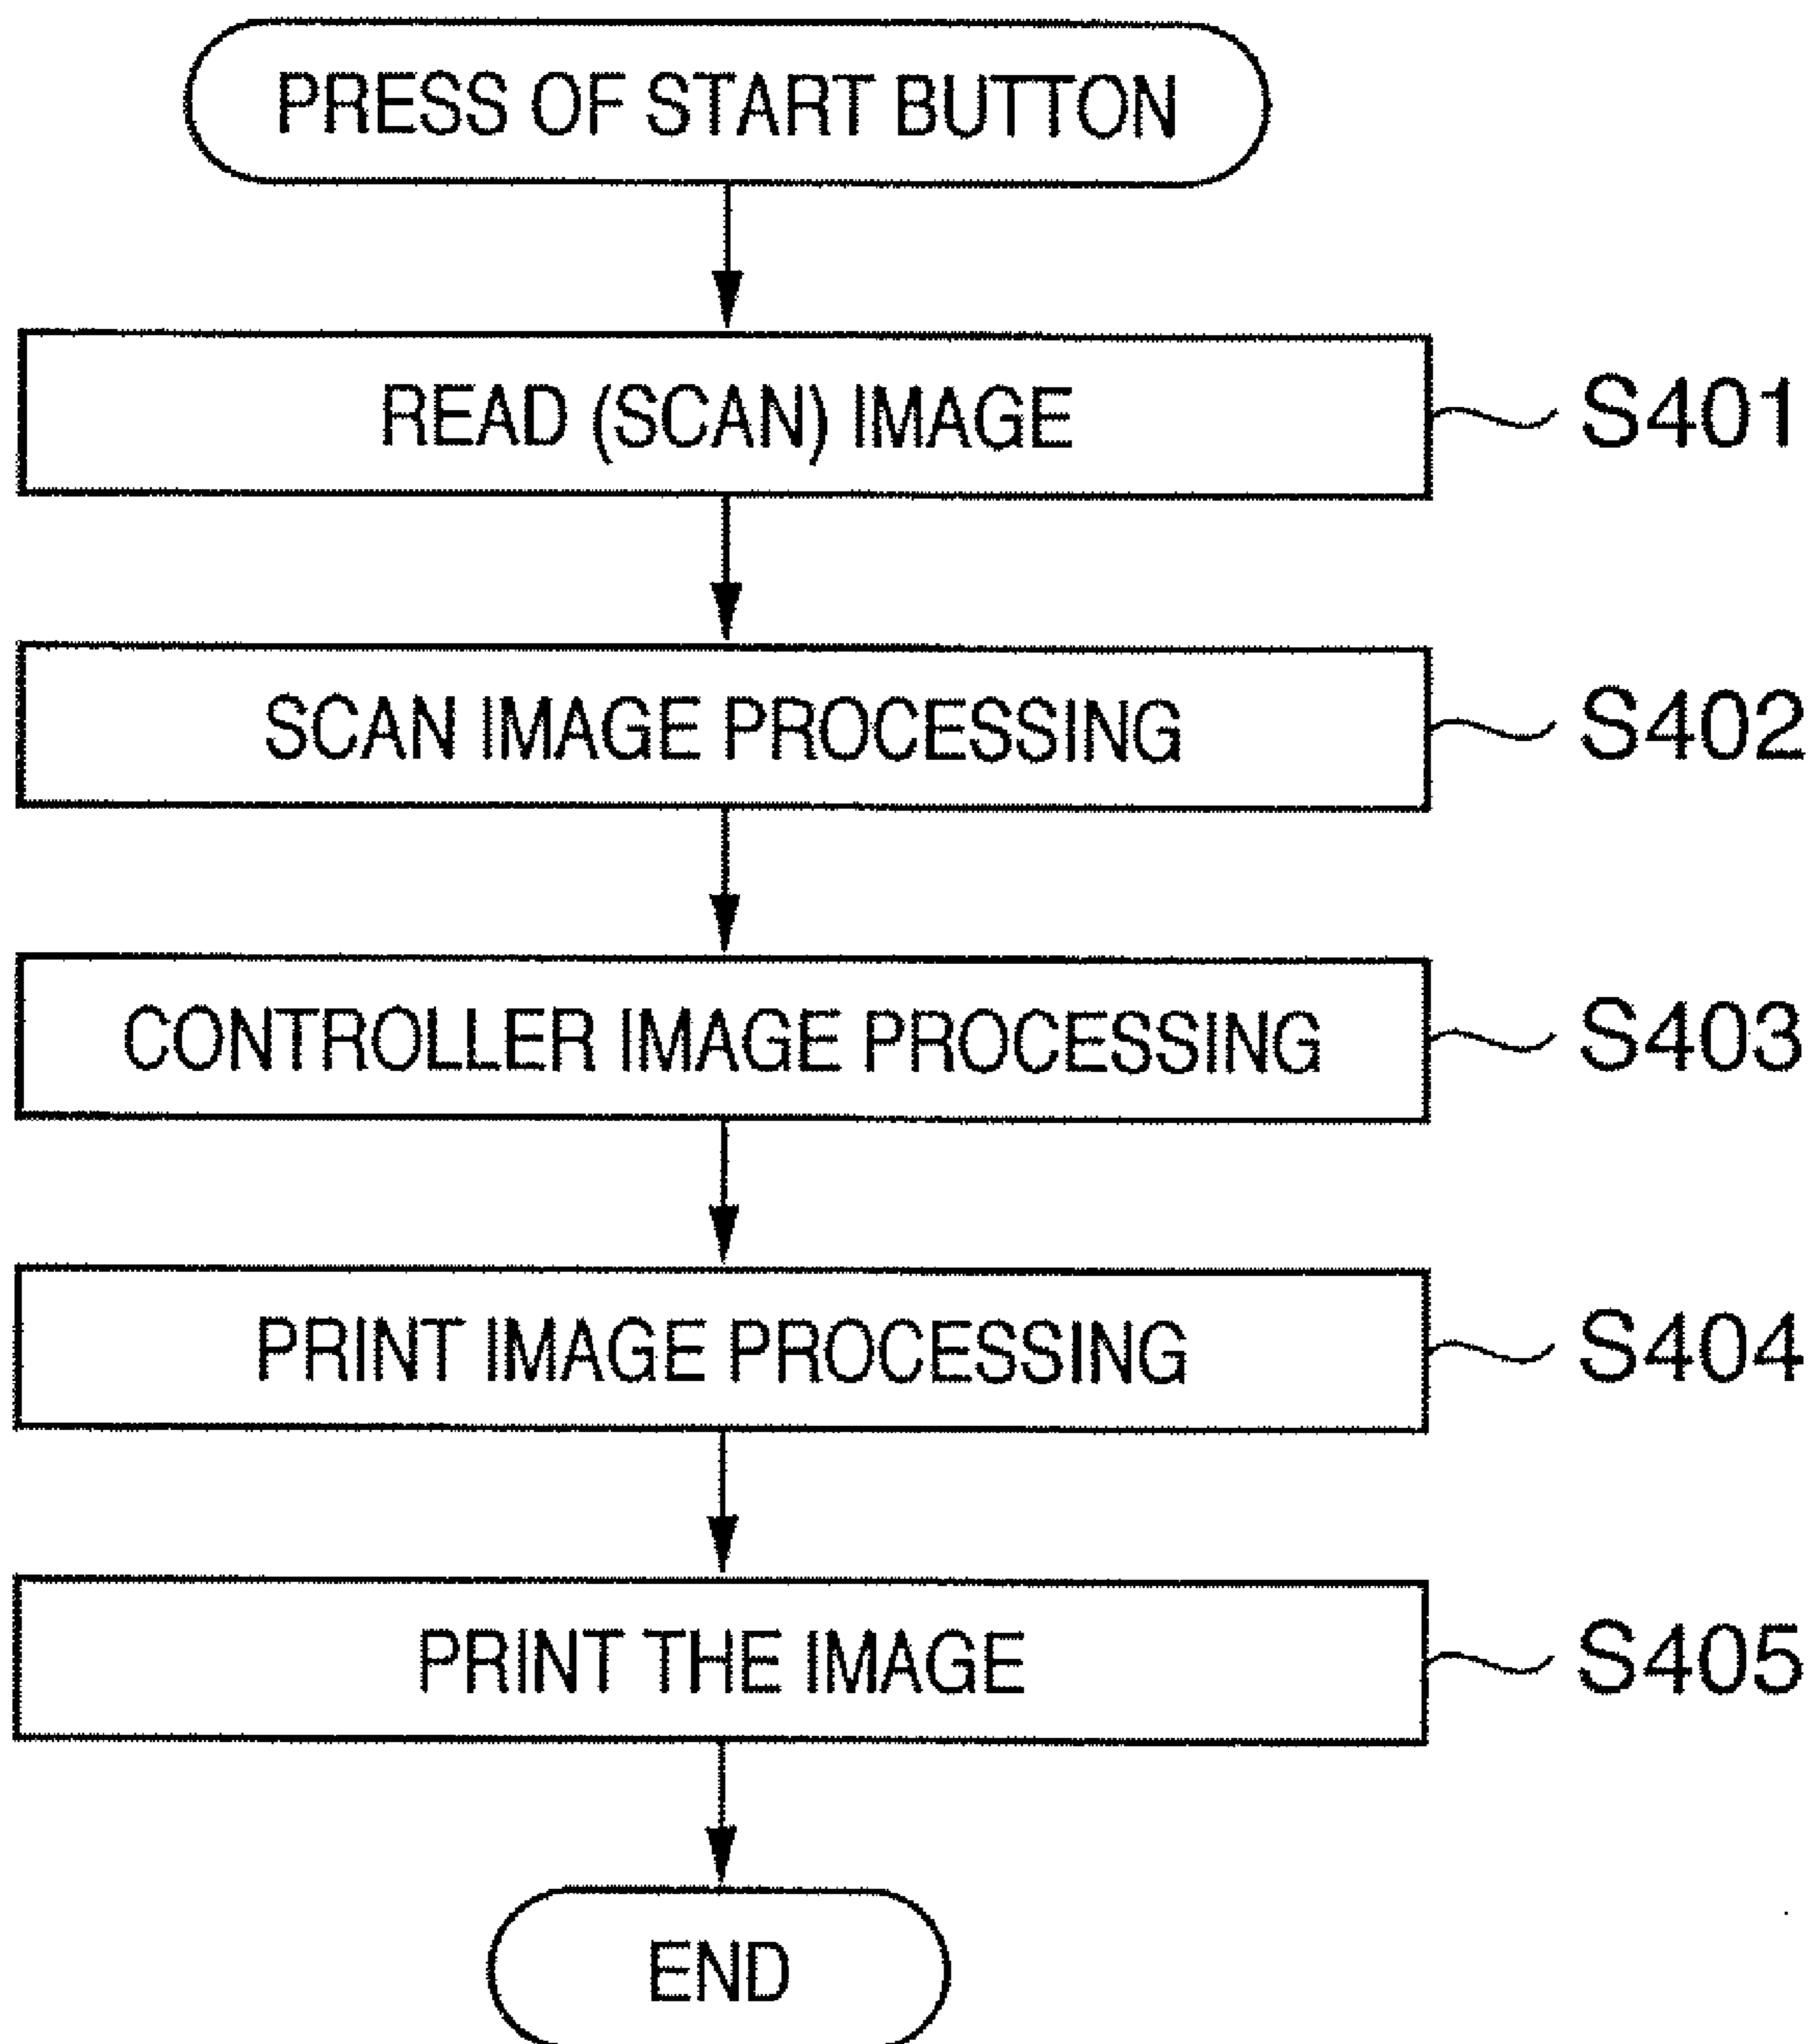 PRESS OF START BUTTON
READ (SCAN) IMAGE
S401
SCAN IMAGE PROCESSING
S402
CONTROLLER IMAGE PROCESSING
S403
PRINT IMAGE PROCESSING
S404
PRINT THE IMAGE
S405
END